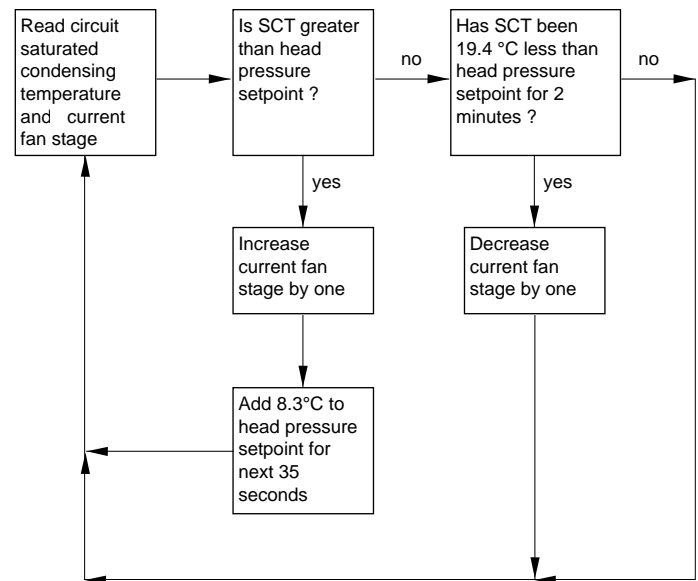 Read circuit
saturated
condensing
temperature
and current
fan stage
Is SCT greater
than head
pressure
setpoint ?
no
Has SCT been
19.4 °C less than
head pressure
setpoint for 2
minutes ?
no
yes
yes
Increase
current fan
stage by one
Decrease
current fan
stage by one
Add 8.3°C to
head pressure
setpoint for
next 35
seconds